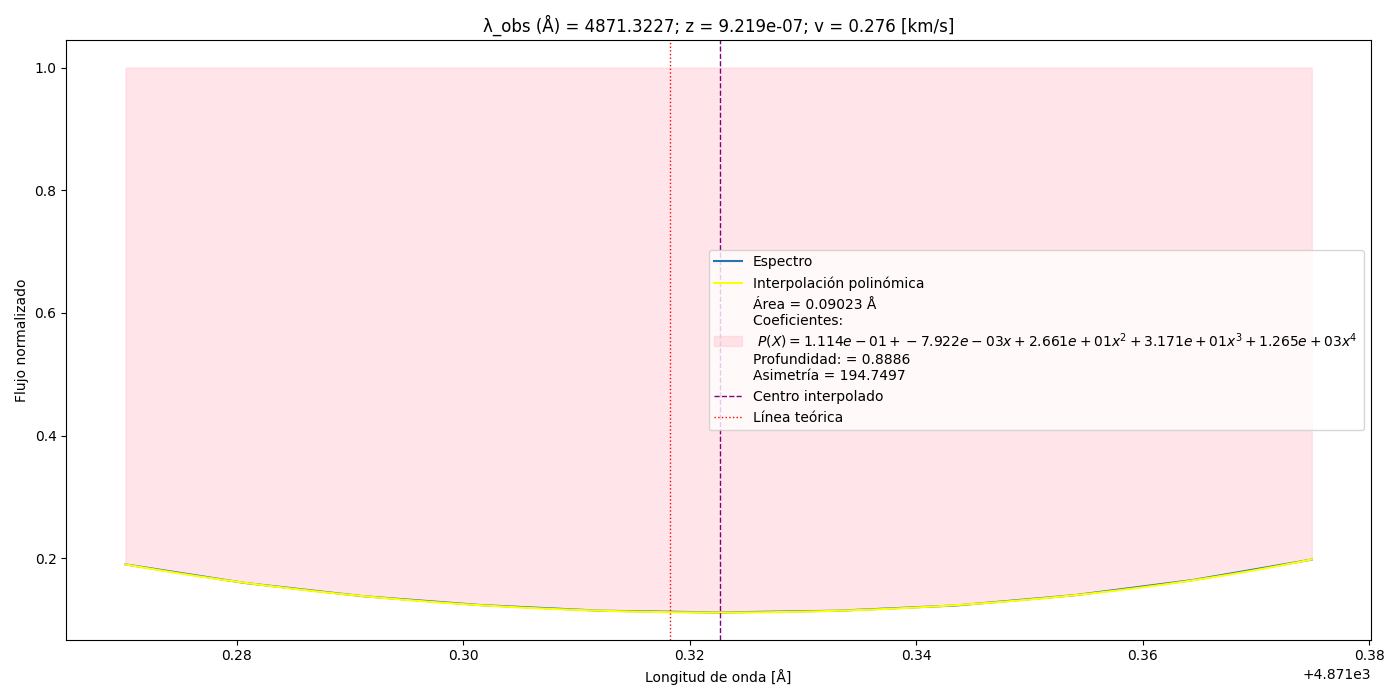 λ_obs (Å) = 4871.3227; z = 9.219e-07; v = 0.276 [km/s]
Flujo normalizado
1.0
0.8
0.6
0.4
0.2
Espectro
Interpolación polinómica
Área = 0.09023 Å
Coeficientes:
P(X) = 1.114e − 01 + −7.922e − 03x + 2.661e + 01x² + 3.171e + 01x³ + 1.265e + 03x⁴
Profundidad: = 0.8886
Asimetría = 194.7497
Centro interpolado
Línea teórica
0.28 0.30 0.32 0.34 0.36 0.38
+4.871e3
Longitud de onda [Å]